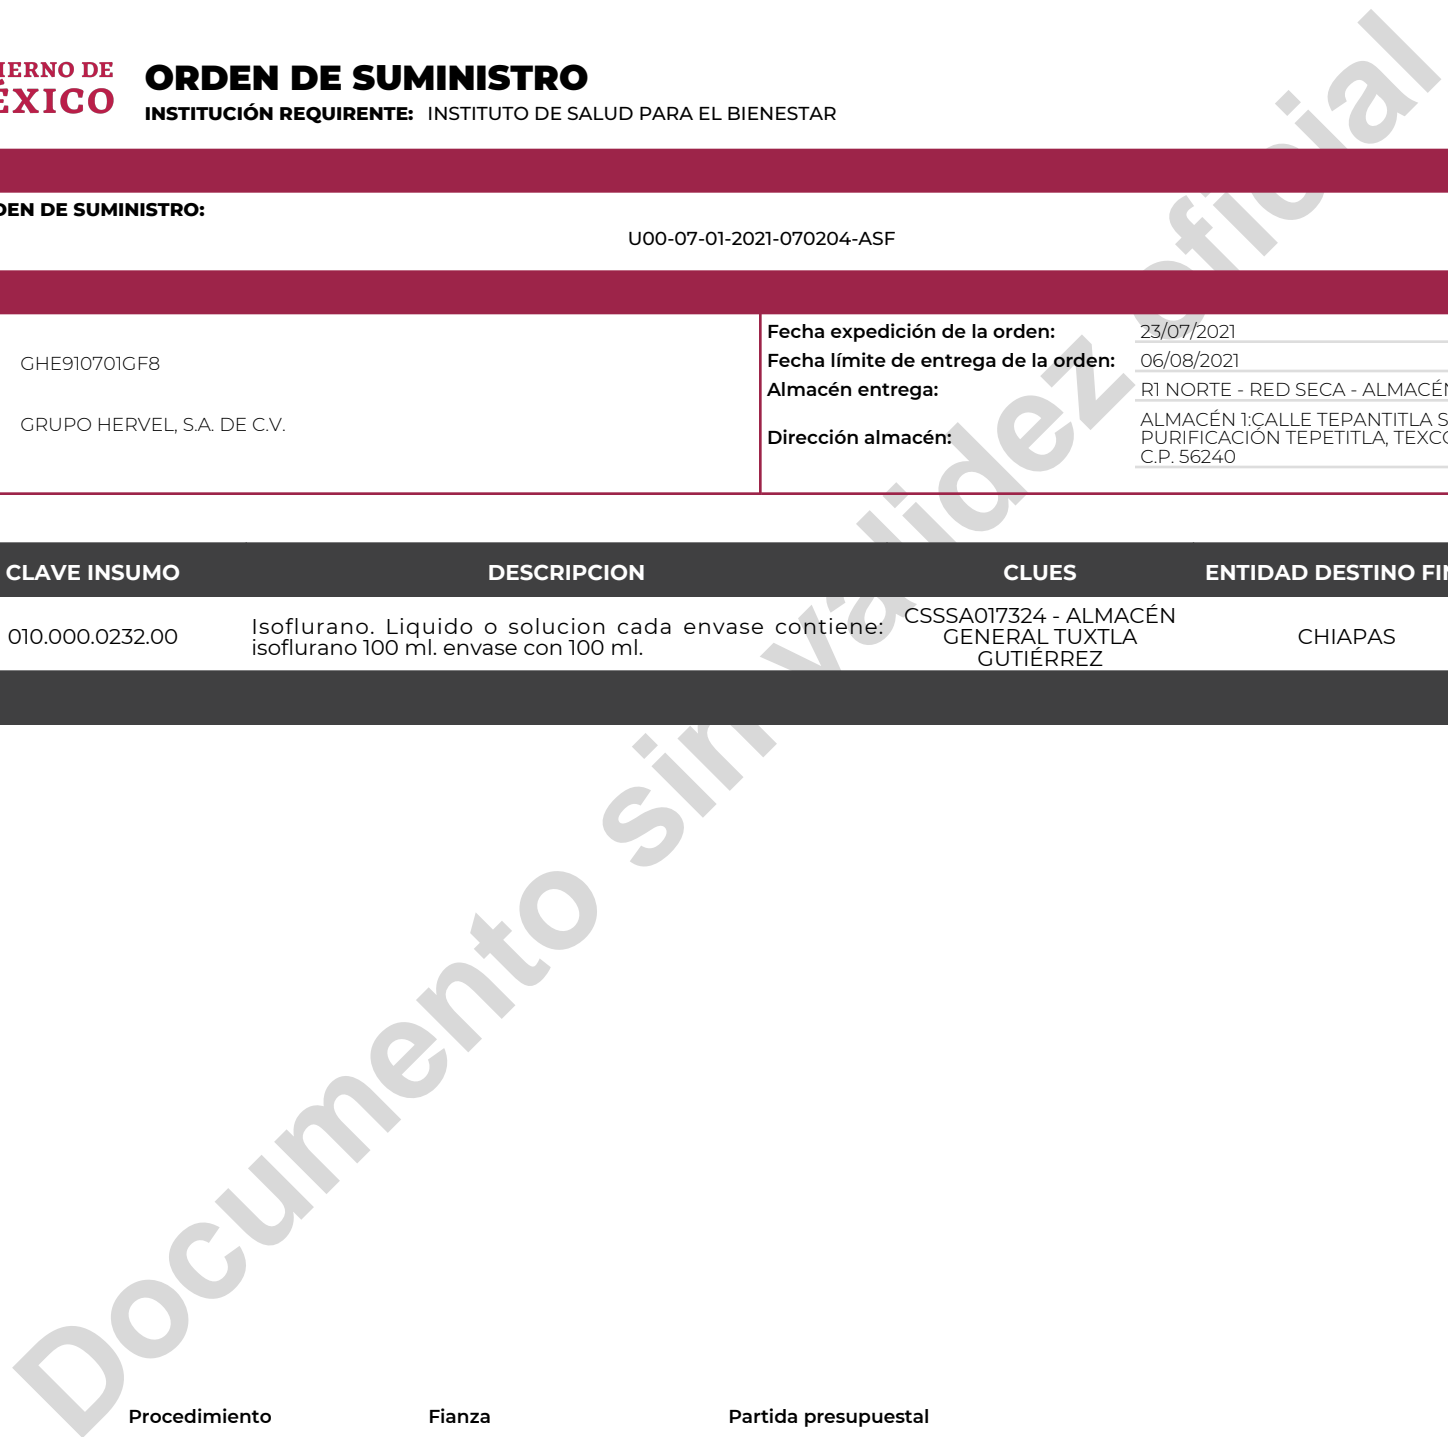 IERNO DE
ÉXICO
ORDEN DE SUMINISTRO
INSTITUCIÓN REQUIRENTE: INSTITUTO DE SALUD PARA EL BIENESTAR
DEN DE SUMINISTRO:
U00-07-01-2021-070204-ASF
GHE910701GF8
GRUPO HERVEL, S.A. DE C.V.
Fecha expedición de la orden: 23/07/2021
Fecha límite de entrega de la orden: 06/08/2021
Almacén entrega: R1 NORTE - RED SECA - ALMACÉN
Dirección almacén: ALMACÉN 1:CALLE TEPANTITLA S
PURIFICACIÓN TEPETITLA, TEXCO
C.P. 56240
CLAVE INSUMO DESCRIPCION CLUES ENTIDAD DESTINO FIN
010.000.0232.00 Isoflurano. Liquido o solucion cada envase contiene:
isoflurano 100 ml. envase con 100 ml.
CSSSA017324 - ALMACÉN
GENERAL TUXTLA
GUTIÉRREZ
CHIAPAS
Documento sin validez oficial
Procedimiento Fianza Partida presupuestal